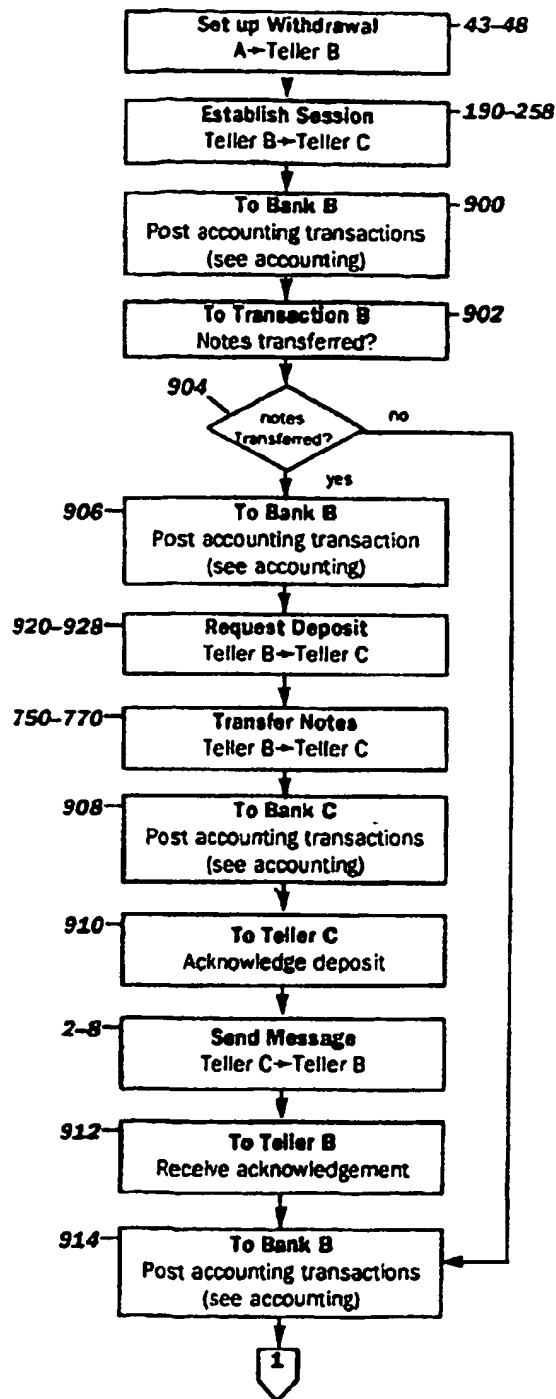 Set up Withdrawal
A→Teller B
43–48
Establish Session
Teller B→Teller C
190–258
To Bank B
Post accounting transactions
(see accounting)
900
To Transaction B
Notes transferred?
902
904
notes
Transferred?
no
yes
906
To Bank B
Post accounting transaction
(see accounting)
920–928
Request Deposit
Teller B→Teller C
750–770
Transfer Notes
Teller B→Teller C
908
To Bank C
Post accounting transactions
(see accounting)
910
To Teller C
Acknowledge deposit
2–8
Send Message
Teller C→Teller B
912
To Teller B
Receive acknowledgement
914
To Bank B
Post accounting transactions
(see accounting)
1